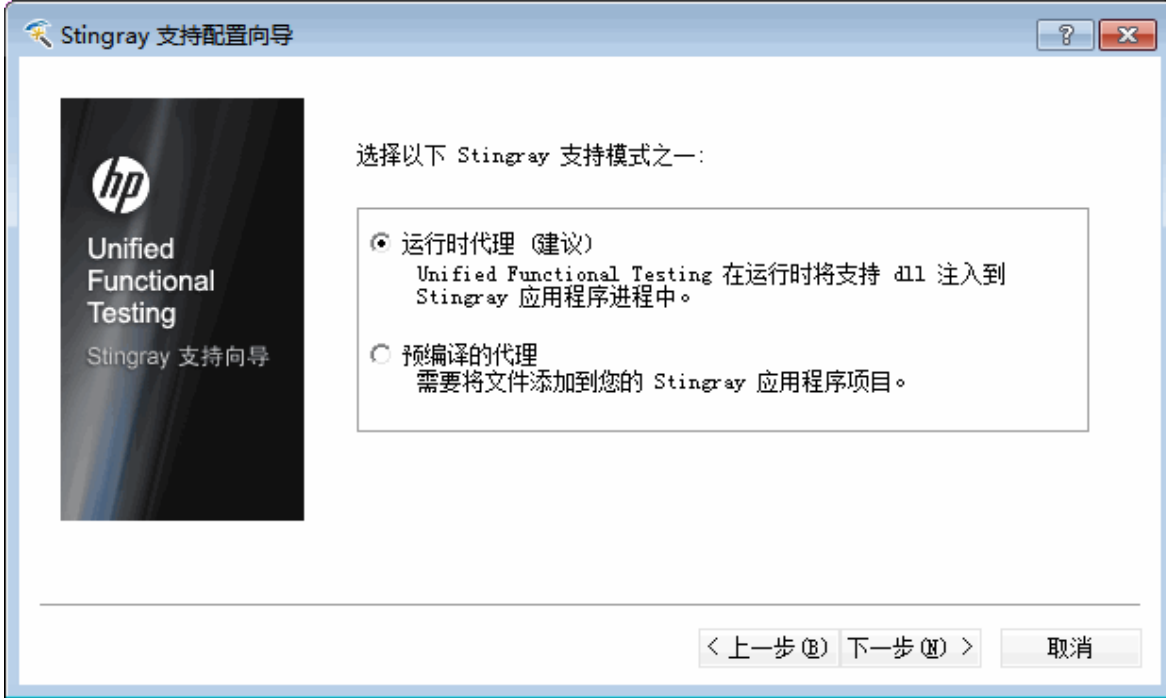 Stingray 支持配置向导
?
hp
Unified
Functional
Testing
Stingray 支持向导
选择以下 Stingray 支持模式之一:
运行时代理 (建议)
Unified Functional Testing 在运行时将支持 dll 注入到
Stingray 应用程序进程中。
预编译的代理
需要将文件添加到您的 Stingray 应用程序项目。
< 上一步(B) 下一步(N) > 取消